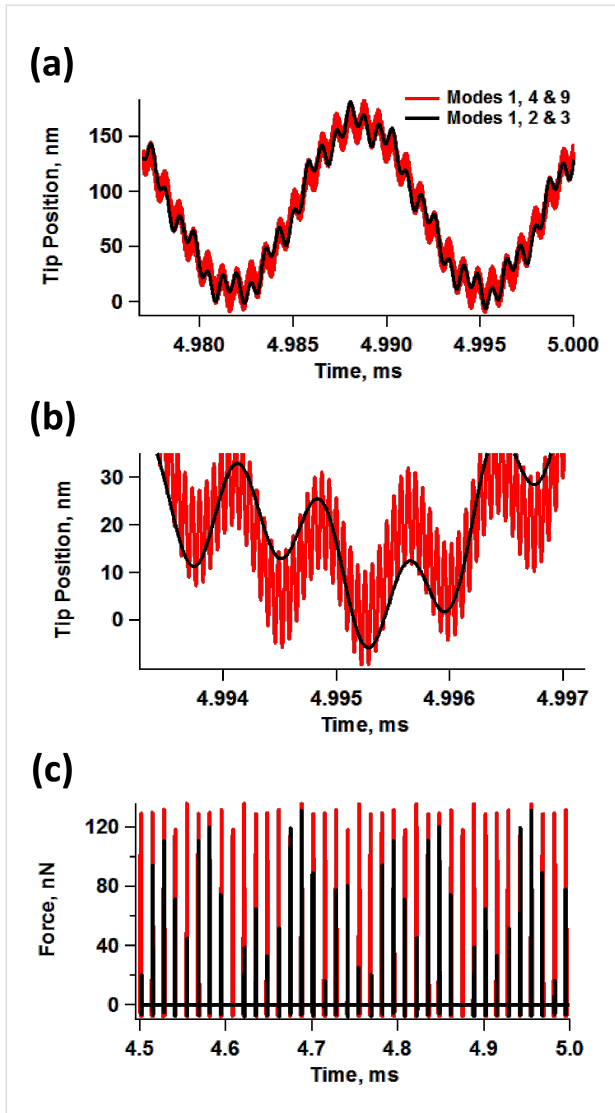 (a)
Modes 1, 4 & 9
Modes 1, 2 & 3
Tip Position, nm
150
100
50
0
4.980 4.985 4.990 4.995 5.000
Time, ms
(b)
Tip Position, nm
30
20
10
0
4.994 4.995 4.996 4.997
Time, ms
(c)
Force, nN
120
80
40
0
4.5 4.6 4.7 4.8 4.9 5.0
Time, ms